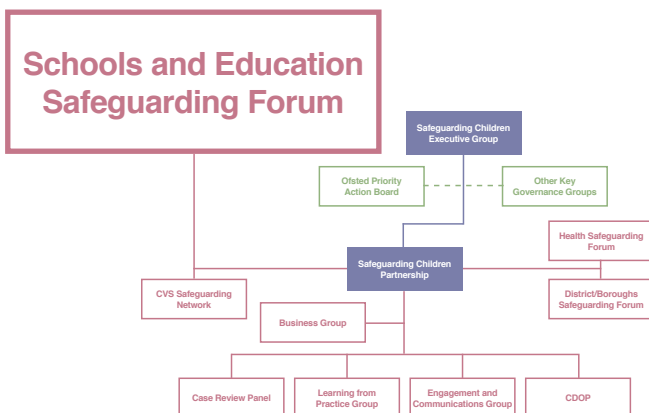 Schools and Education
Safeguarding Forum
Safeguarding Children
Executive Group
Ofsted Priority
Action Board
Other Key
Governance Groups
Health Safeguarding
Forum
Safeguarding Children
Partnership
CVS Safeguarding
Network
District/Boroughs
Safeguarding Forum
Business Group
Case Review Panel
Learning from
Practice Group
Engagement and
Communications Group
CDOP